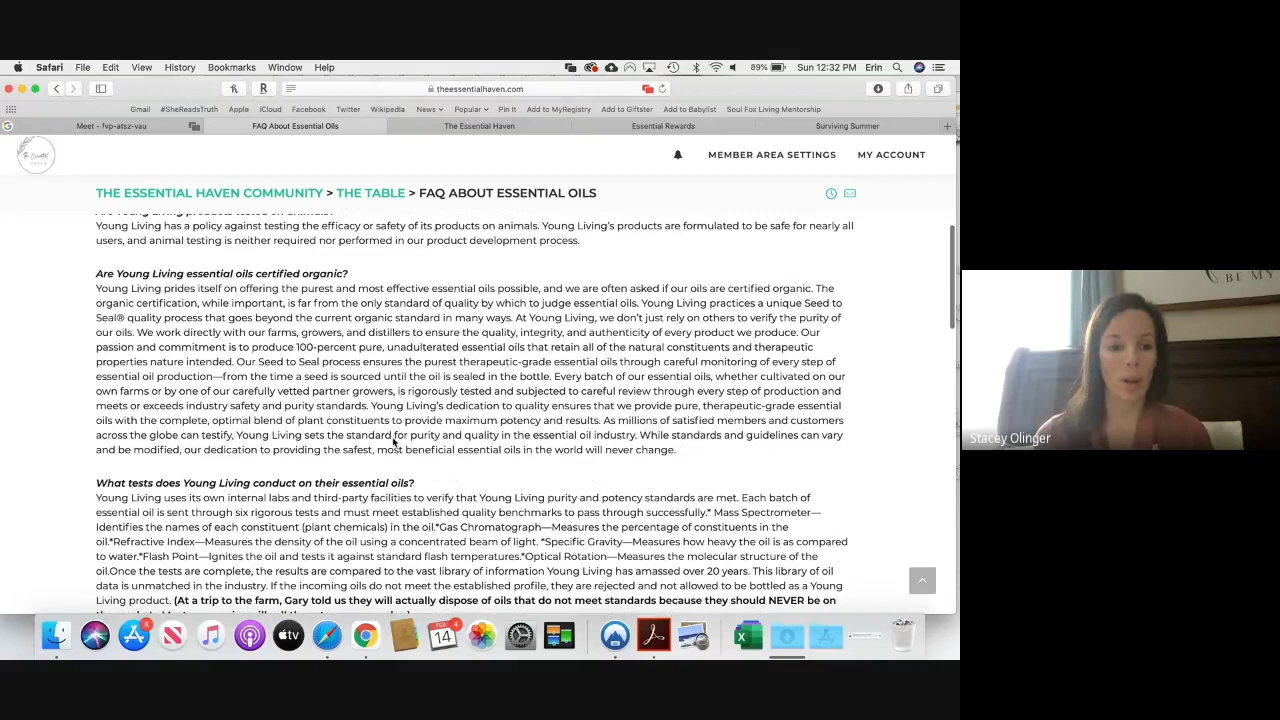 Safari File Edit View History Bookmarks Window Help
89% Sun 12:32 PM Erin
theessentialhaven.com
Gmail #SheReadsTruth Apple iCloud Facebook Twitter Wikipedia News Popular Pin It Add to MyRegistry Add to Giftster Add to Babylist Soul Fox Living Mentorship
Meet - fvp-atsz-vau FAQ About Essential Oils The Essential Haven Essential Rewards Surviving Summer
MEMBER AREA SETTINGS MY ACCOUNT
THE ESSENTIAL HAVEN COMMUNITY > THE TABLE > FAQ ABOUT ESSENTIAL OILS
Are Young Living products tested on animals?
Young Living has a policy against testing the efficacy or safety of its products on animals. Young Living's products are formulated to be safe for nearly all
users, and animal testing is neither required nor performed in our product development process.
Are Young Living essential oils certified organic?
Young Living prides itself on offering the purest and most effective essential oils possible, and we are often asked if our oils are certified organic. The
organic certification, while important, is far from the only standard of quality by which to judge essential oils. Young Living practices a unique Seed to
Seal® quality process that goes beyond the current organic standard in many ways. At Young Living, we don't just rely on others to verify the purity of
our oils. We work directly with our farms, growers, and distillers to ensure the quality, integrity, and authenticity of every product we produce. Our
passion and commitment is to produce 100-percent pure, unadulterated essential oils that retain all of the natural constituents and therapeutic
properties nature intended. Our Seed to Seal process ensures the purest therapeutic-grade essential oils through careful monitoring of every step of
essential oil production—from the time a seed is sourced until the oil is sealed in the bottle. Every batch of our essential oils, whether cultivated on our
own farms or by one of our carefully vetted partner growers, is rigorously tested and subjected to careful review through every step of production and
meets or exceeds industry safety and purity standards. Young Living's dedication to quality ensures that we provide pure, therapeutic-grade essential
oils with the complete, optimal blend of plant constituents to provide maximum potency and results. As millions of satisfied members and customers
across the globe can testify, Young Living sets the standard for purity and quality in the essential oil industry. While standards and guidelines can vary
and be modified, our dedication to providing the safest, most beneficial essential oils in the world will never change.
What tests does Young Living conduct on their essential oils?
Young Living uses its own internal labs and third-party facilities to verify that Young Living purity and potency standards are met. Each batch of
essential oil is sent through six rigorous tests and must meet established quality benchmarks to pass through successfully.* Mass Spectrometer—
Identifies the names of each constituent (plant chemicals) in the oil.*Gas Chromatograph—Measures the percentage of constituents in the
oil.*Refractive Index—Measures the density of the oil using a concentrated beam of light. *Specific Gravity—Measures how heavy the oil is as compared
to water.*Flash Point—Ignites the oil and tests it against standard flash temperatures.*Optical Rotation—Measures the molecular structure of the
oil.Once the tests are complete, the results are compared to the vast library of information Young Living has amassed over 20 years. This library of oil
data is unmatched in the industry. If the incoming oils do not meet the established profile, they are rejected and not allowed to be bottled as a Young
Living product. (At a trip to the farm, Gary told us they will actually dispose of oils that do not meet standards because they should NEVER be on
BE MY
Stacey Olinger
8
FEB
14
4
tv